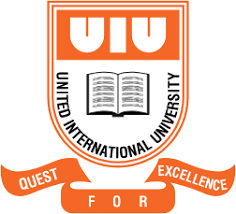 UIU
UNITED INTERNATIONAL UNIVERSITY
QUEST
FOR
EXCELLENCE